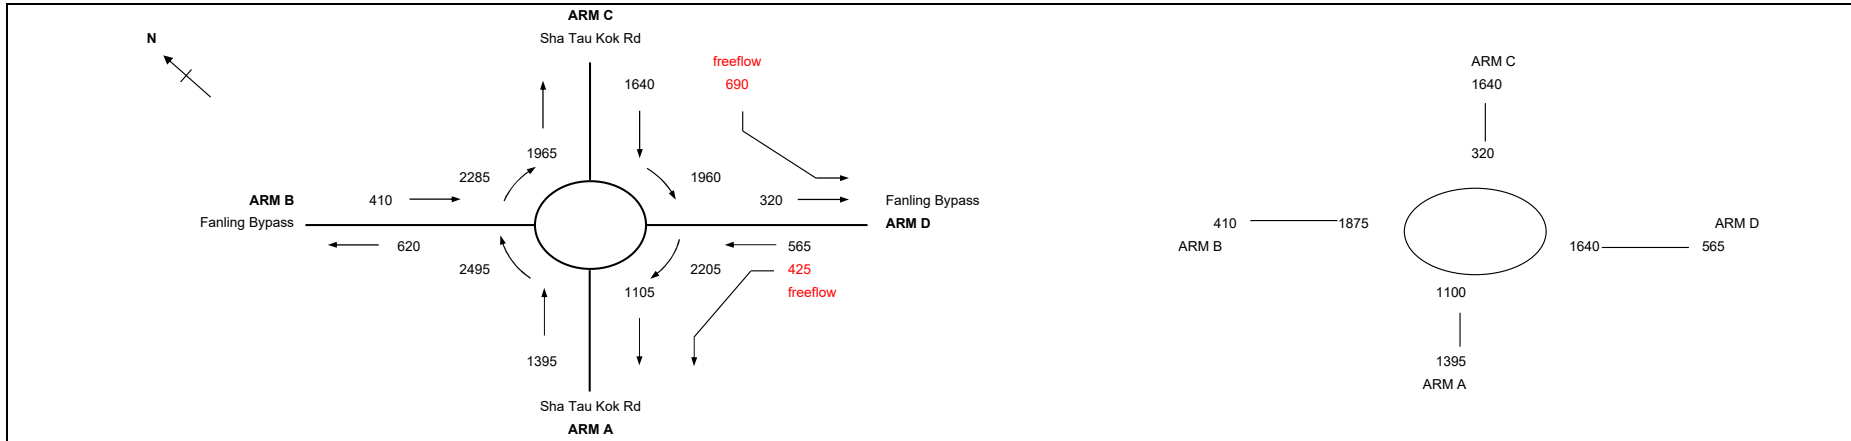 ARM C
Sha Tau Kok Rd
N
freeflow
1640
690
1965
2285
1960
ARM B
410
320
Fanling Bypass
Fanling Bypass
ARM D
620
565
2495
2205
425
1105
freeflow
1395
Sha Tau Kok Rd
ARM A
ARM C
1640
320
410
1875
ARM D
ARM B
1640
565
1100
1395
ARM A